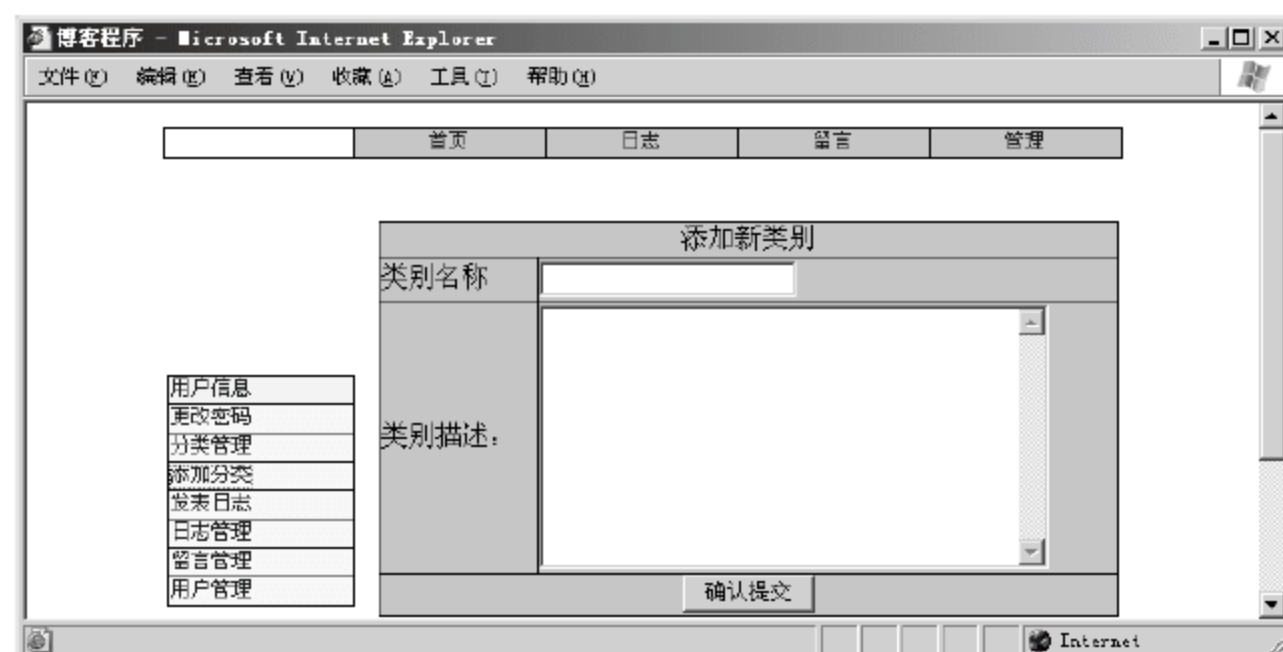 博客程序 - Microsoft Internet Explorer
文件(F) 编辑(E) 查看(V) 收藏(A) 工具(T) 帮助(H)
首页 日志 留言 管理
添加新类别
类别名称
类别描述：
用户信息
更改密码
分类管理
添加分类
发表日志
日志管理
留言管理
用户管理
确认提交
Internet